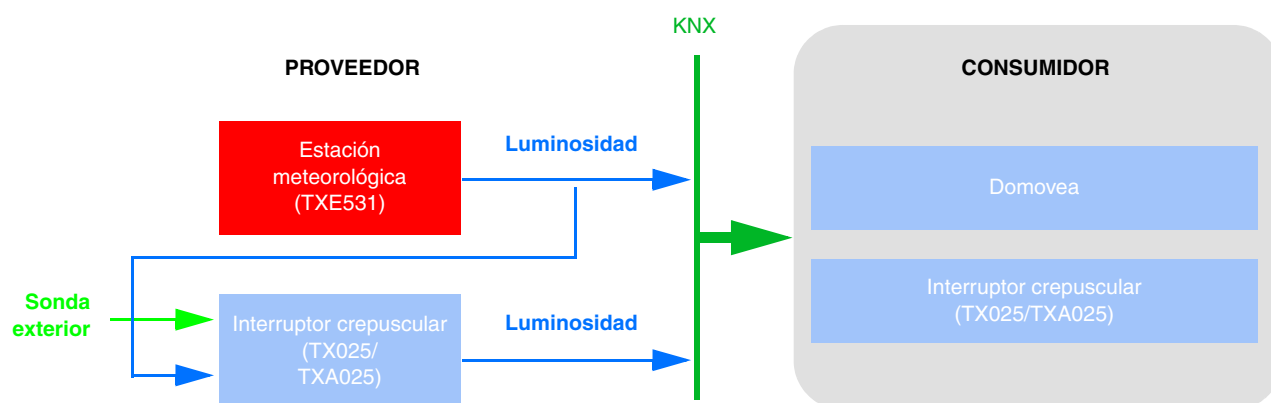 KNX
PROVEEDOR
CONSUMIDOR
Estación
meteorológica
(TXE531)
Luminosidad
Domovea
Sonda
exterior
Interruptor crepuscular
(TX025/
TXA025)
Luminosidad
Interruptor crepuscular
(TX025/TXA025)